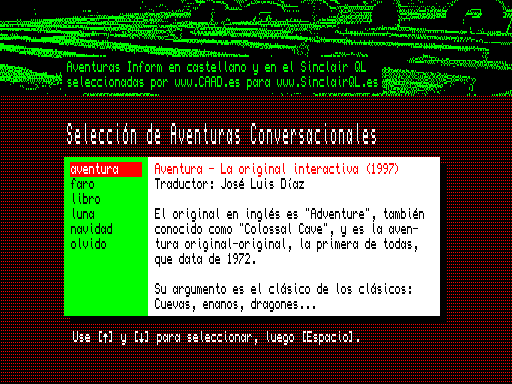 Aventuras Inform en castellano y en el Sinclair QL
seleccionadas por www.CAAD.es para www.SinclairQL.es
Selección de Aventuras Conversacionales
aventura
faro
libro
luna
navidad
olvido
Aventura - La original interactiva (1997)
Traductor: José Luis Díaz
El original en inglés es "Adventure", también
conocido como "Colossal Cave", y es la aven-
tura original-original, la primera de todas,
que data de 1972.
Su argumento es el clásico de los clásicos:
Cuevas, enanos, dragones...
Use [↑] y [↓] para seleccionar, luego [Espacio].